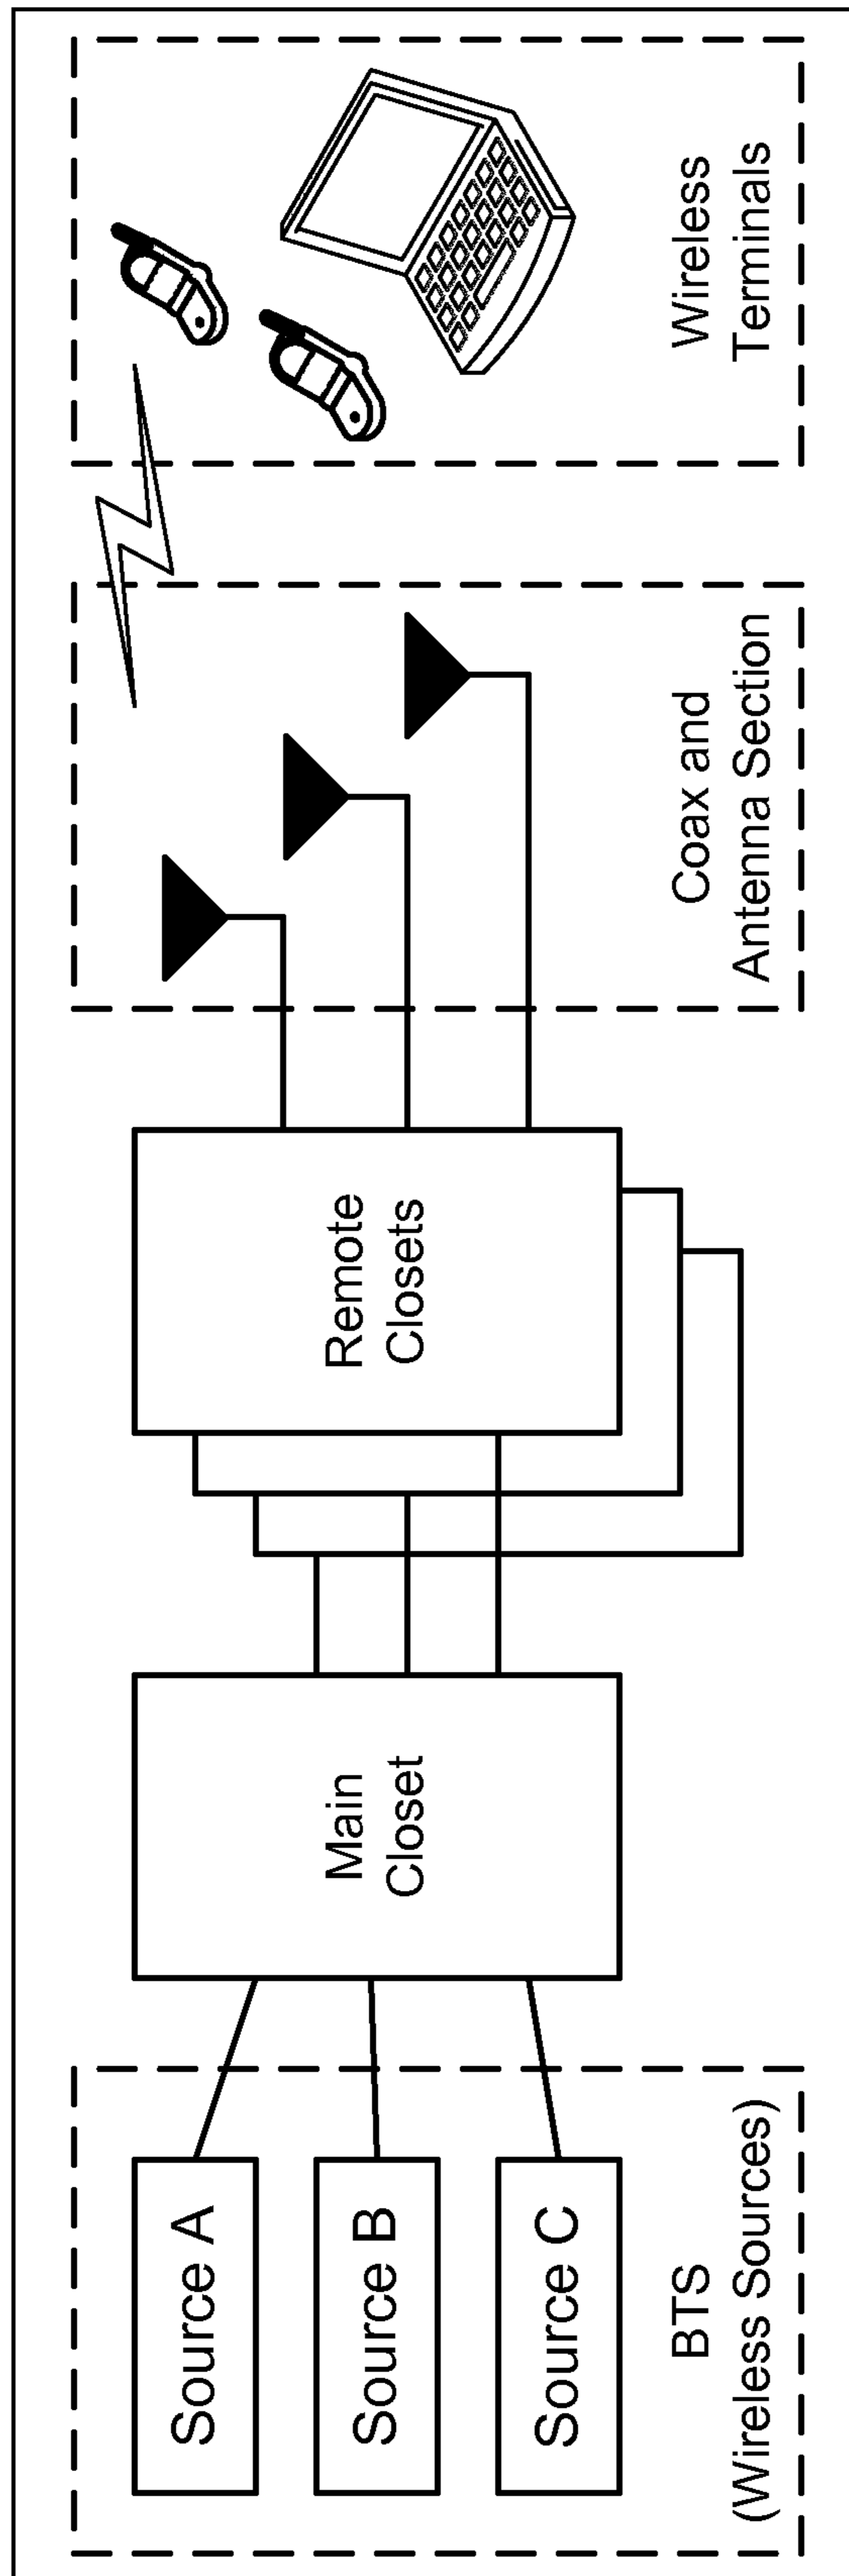 Source A
Source B
Source C
BTS
(Wireless Sources)
Main
Closet
Remote
Closets
Coax and
Antenna Section
Wireless
Terminals